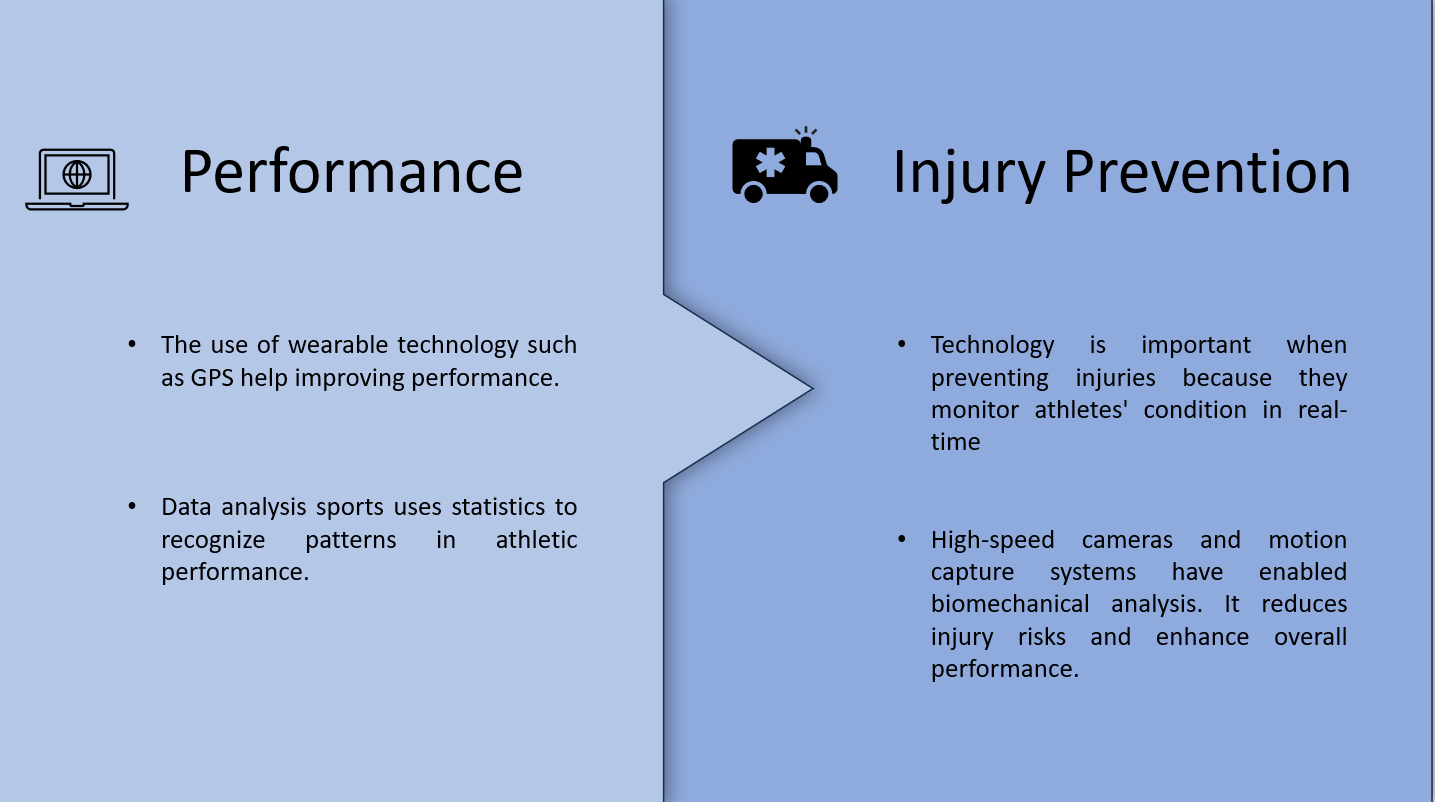 Performance
• The use of wearable technology such
as GPS help improving performance.
• Data analysis sports uses statistics to
recognize patterns in athletic
performance.
Injury Prevention
• Technology is important when
preventing injuries because they
monitor athletes' condition in real-
time
• High-speed cameras and motion
capture systems have enabled
biomechanical analysis. It reduces
injury risks and enhance overall
performance.